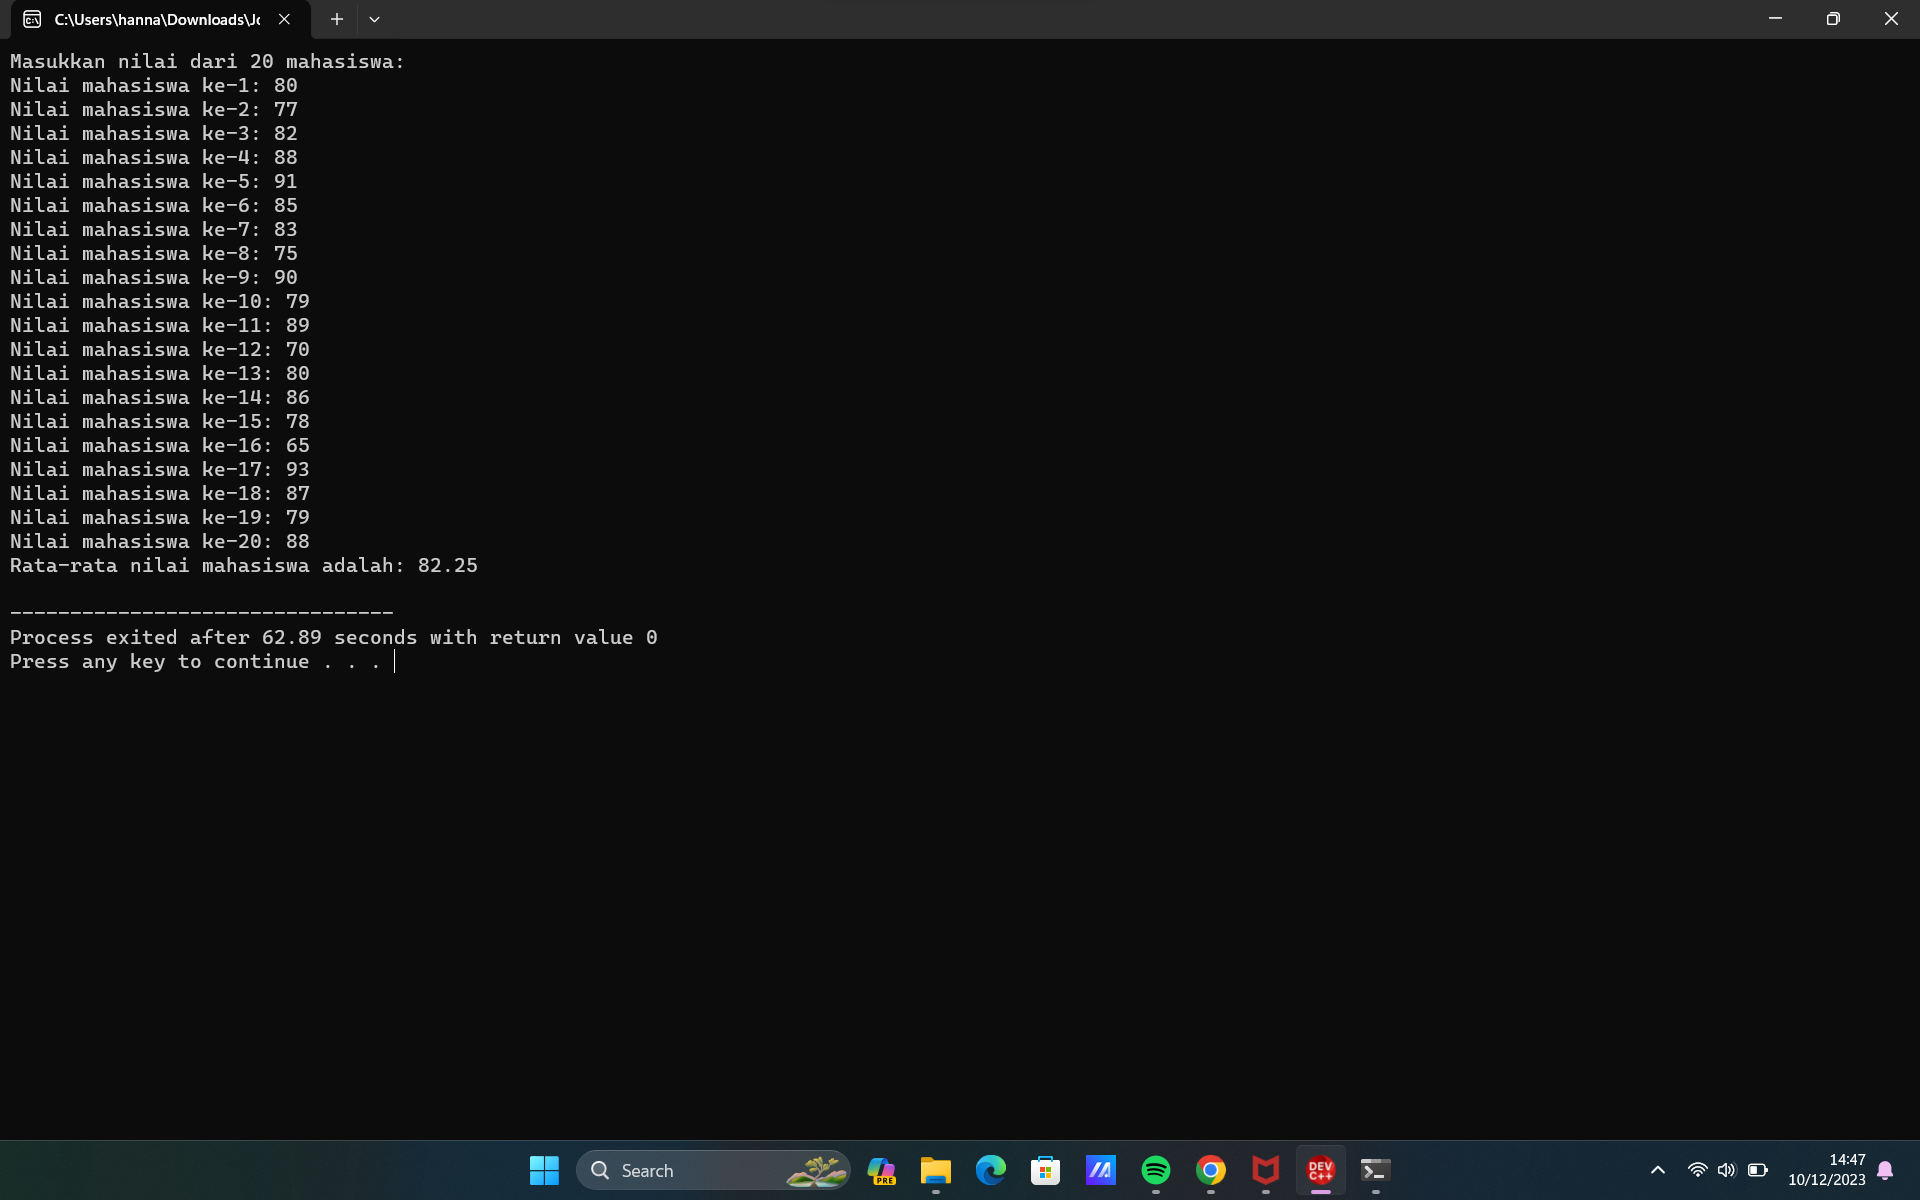 C:\Users\hanna\Downloads\Jo
Masukkan nilai dari 20 mahasiswa:
Nilai mahasiswa ke-1: 80
Nilai mahasiswa ke-2: 77
Nilai mahasiswa ke-3: 82
Nilai mahasiswa ke-4: 88
Nilai mahasiswa ke-5: 91
Nilai mahasiswa ke-6: 85
Nilai mahasiswa ke-7: 83
Nilai mahasiswa ke-8: 75
Nilai mahasiswa ke-9: 90
Nilai mahasiswa ke-10: 79
Nilai mahasiswa ke-11: 89
Nilai mahasiswa ke-12: 70
Nilai mahasiswa ke-13: 80
Nilai mahasiswa ke-14: 86
Nilai mahasiswa ke-15: 78
Nilai mahasiswa ke-16: 65
Nilai mahasiswa ke-17: 93
Nilai mahasiswa ke-18: 87
Nilai mahasiswa ke-19: 79
Nilai mahasiswa ke-20: 88
Rata-rata nilai mahasiswa adalah: 82.25
--------------------------------
Process exited after 62.89 seconds with return value 0
Press any key to continue . . .
Search
PRE
DEV
C++
14:47
10/12/2023